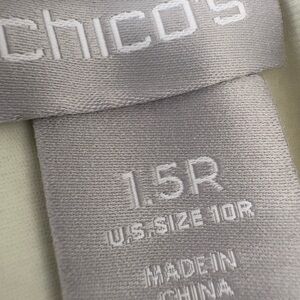 chico's
1.5R
U.S. SIZE 10R
MADE IN
CHINA